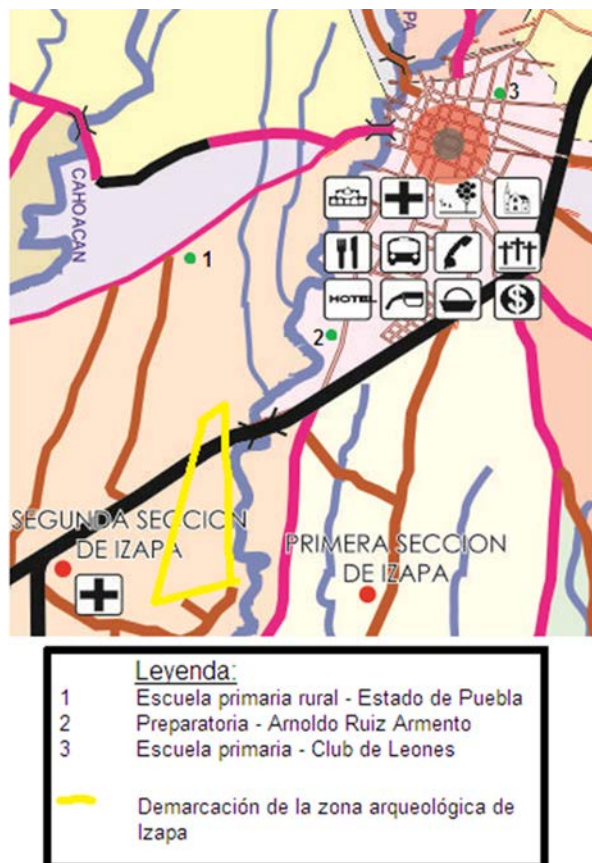 PA
IZAPA
3
CAHOACAN
1
HOTEL
$
2
SEGUNDA SECCION
DE IZAPA
PRIMERA SECCION
DE IZAPA
Leyenda:
1 Escuela primaria rural - Estado de Puebla
2 Preparatoria - Arnoldo Ruiz Armento
3 Escuela primaria - Club de Leones
Demarcación de la zona arqueológica de
Izapa